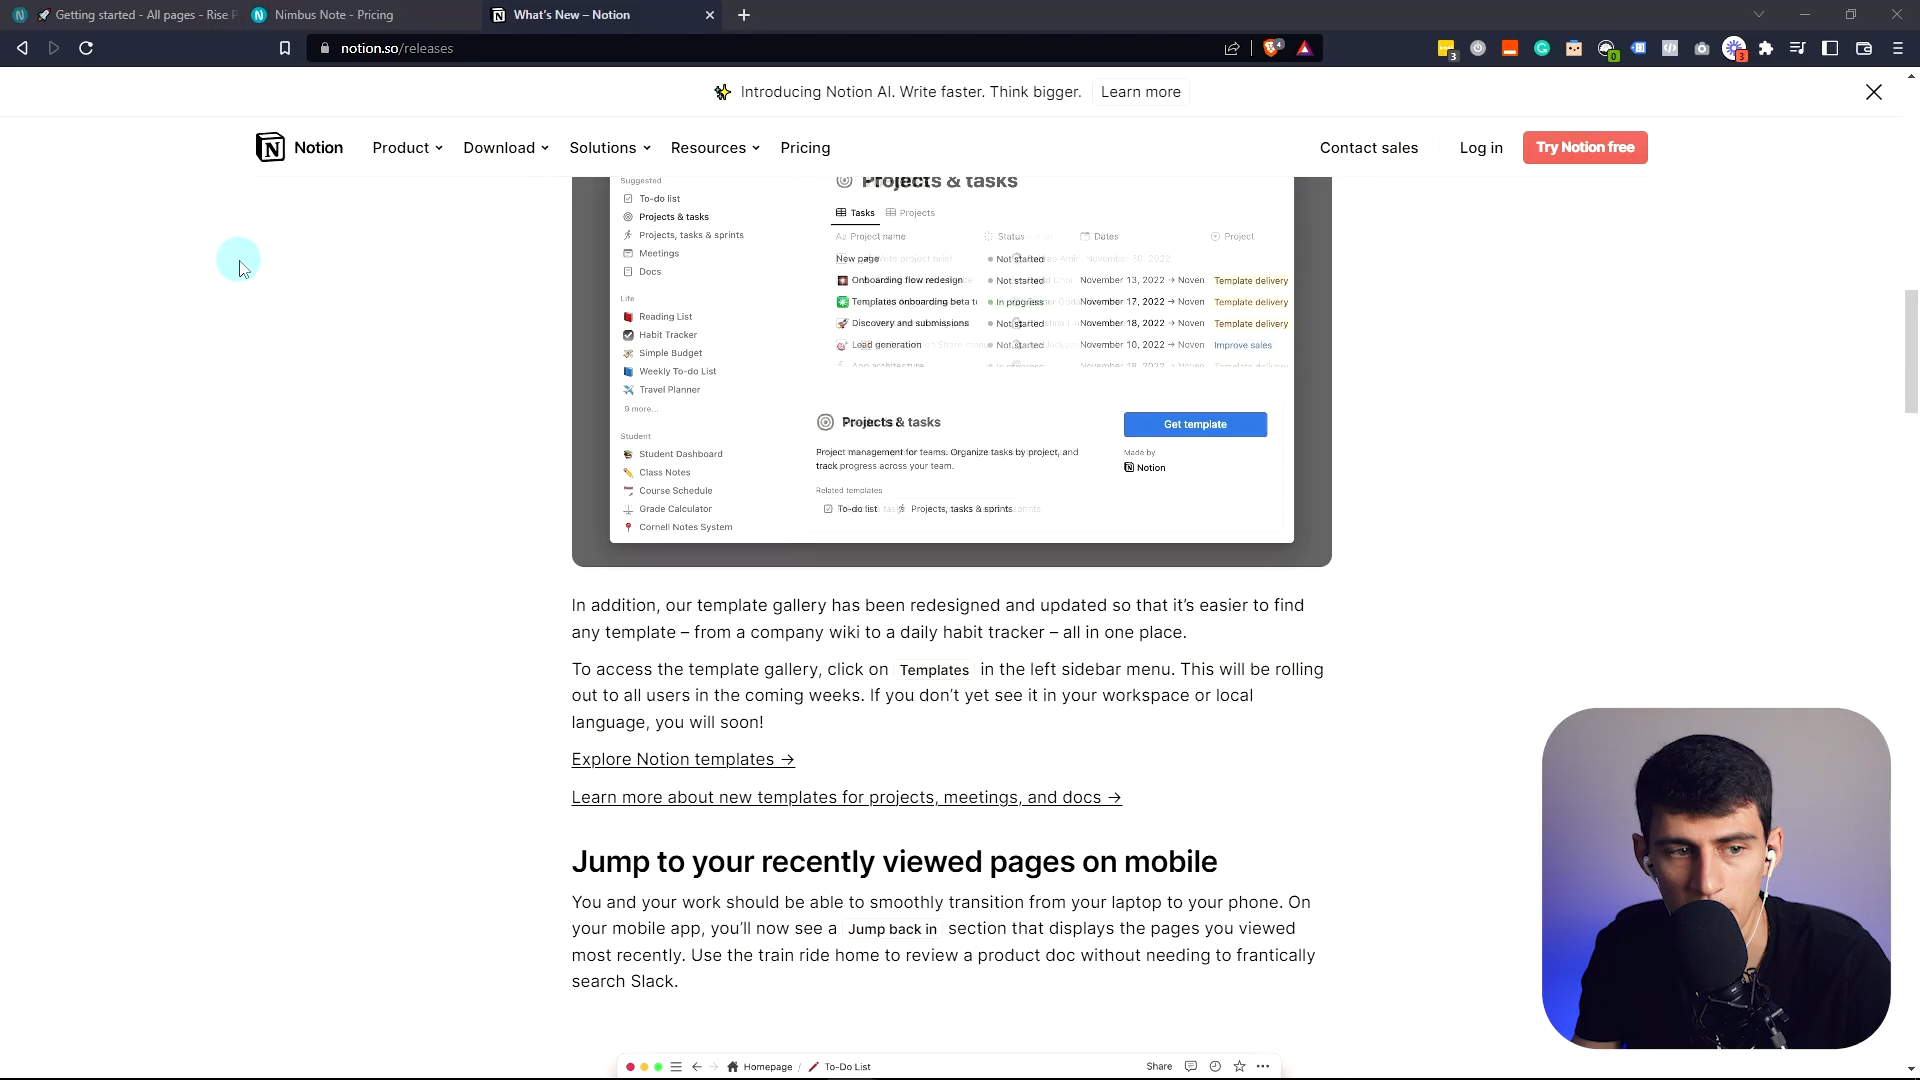 Getting started - All pages - Rise
Nimbus Note - Pricing
What's New – Notion
notion.so/releases
Introducing Notion AI. Write faster. Think bigger. Learn more
Notion Product Download Solutions Resources Pricing Contact sales Log in Try Notion free
Suggested
To-do list
Projects & tasks
Projects, tasks & sprints
Meetings
Docs
Life
Reading List
Habit Tracker
Simple Budget
Weekly To-do List
Travel Planner
9 more...
Student
Student Dashboard
Class Notes
Course Schedule
Grade Calculator
Cornell Notes System
Projects & tasks
Tasks Projects
Aa Project name Status Dates Project
New page Not started November 30, 2022
Onboarding flow redesign Not started November 13, 2022 → Noven Template delivery
Templates onboarding beta In progress November 17, 2022 → Noven Template delivery
Discovery and submissions Not started November 18, 2022 → Noven Template delivery
Lead generation Not started November 10, 2022 → Noven Improve sales
Projects & tasks
Get template
Project management for teams. Organize tasks by project, and
track progress across your team.
Made by
Notion
Related templates
To-do list Projects, tasks & sprints
In addition, our template gallery has been redesigned and updated so that it's easier to find
any template – from a company wiki to a daily habit tracker – all in one place.
To access the template gallery, click on Templates in the left sidebar menu. This will be rolling
out to all users in the coming weeks. If you don't yet see it in your workspace or local
language, you will soon!
Explore Notion templates →
Learn more about new templates for projects, meetings, and docs →
Jump to your recently viewed pages on mobile
You and your work should be able to smoothly transition from your laptop to your phone. On
your mobile app, you'll now see a Jump back in section that displays the pages you viewed
most recently. Use the train ride home to review a product doc without needing to frantically
search Slack.
Homepage / To-Do List Share